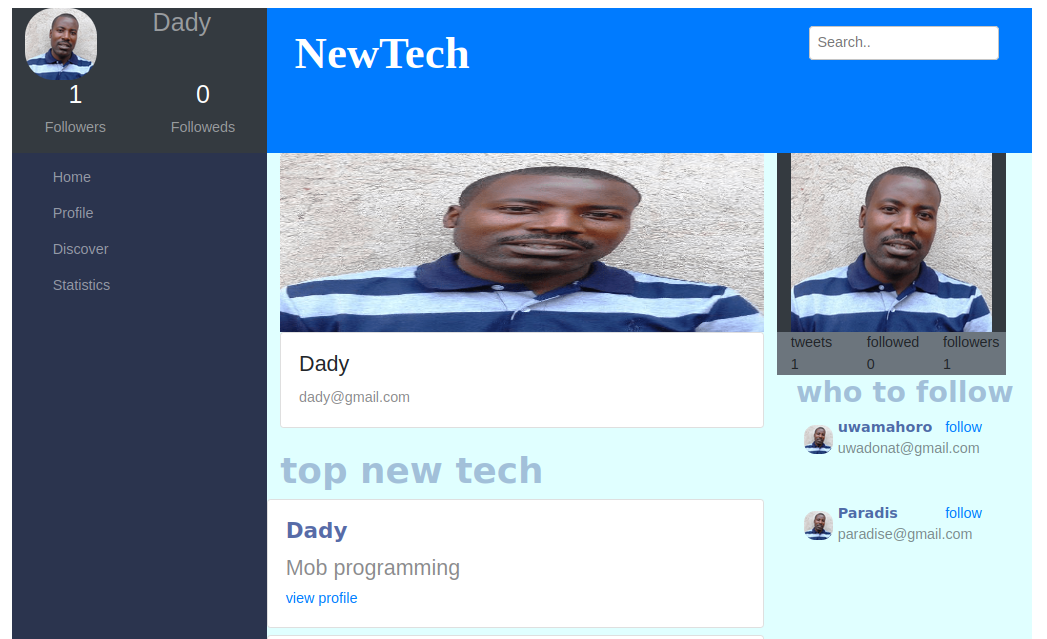 Dady
1 0
Followers Followeds
Home
Profile
Discover
Statistics
NewTech
Search..
Dady
dady@gmail.com
top new tech
Dady
Mob programming
view profile
tweets followed followers
1 0 1
who to follow
uwamahoro follow
uwadonat@gmail.com
Paradis follow
paradise@gmail.com